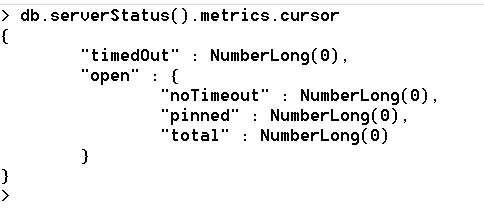 > db.serverStatus().metrics.cursor
{
        "timedOut" : NumberLong(0),
        "open" : {
                "noTimeout" : NumberLong(0),
                "pinned" : NumberLong(0),
                "total" : NumberLong(0)
        }
}
>